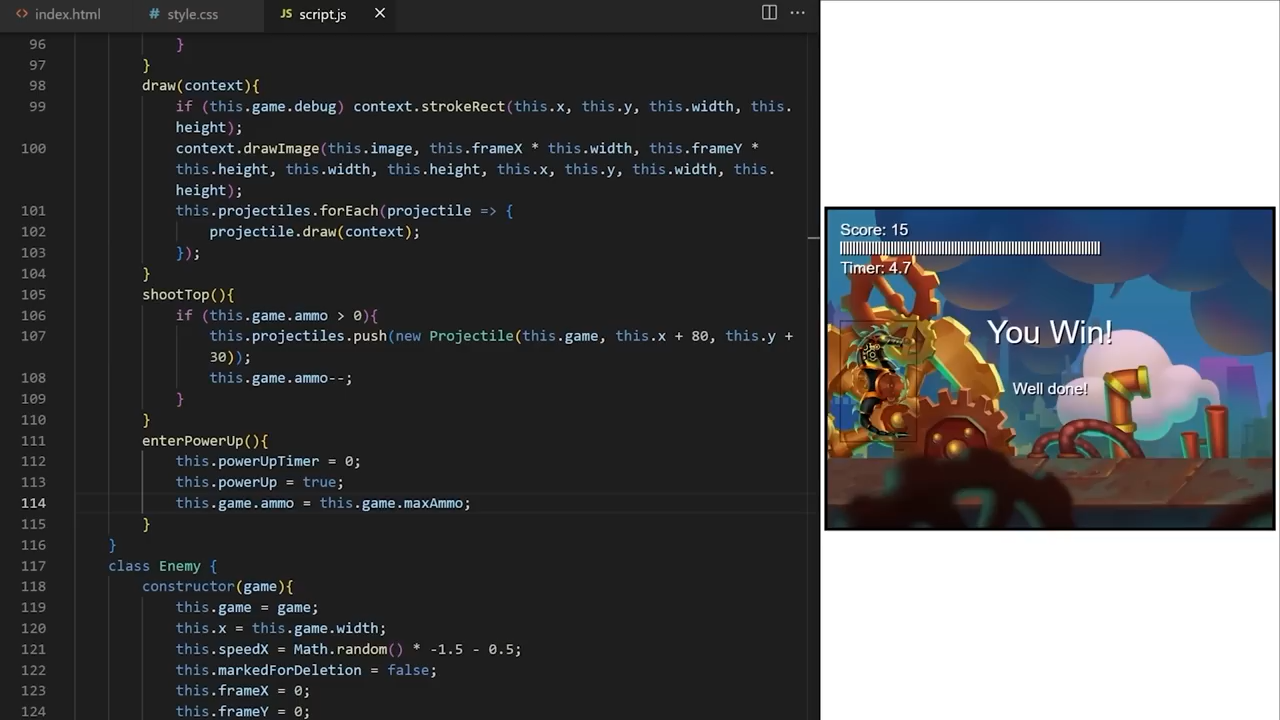 index.html
style.css
JS script.js
96 }
97 }
98 draw(context){
99 if (this.game.debug) context.strokeRect(this.x, this.y, this.width, this.
height);
100 context.drawImage(this.image, this.frameX * this.width, this.frameY *
this.height, this.width, this.height, this.x, this.y, this.width, this.
height);
101 this.projectiles.forEach(projectile => {
102 projectile.draw(context);
103 });
104 }
105 shootTop(){
106 if (this.game.ammo > 0){
107 this.projectiles.push(new Projectile(this.game, this.x + 80, this.y +
30));
108 this.game.ammo--;
109 }
110 }
111 enterPowerUp(){
112 this.powerUpTimer = 0;
113 this.powerUp = true;
114 this.game.ammo = this.game.maxAmmo;
115 }
116 }
117 class Enemy {
118 constructor(game){
119 this.game = game;
120 this.x = this.game.width;
121 this.speedX = Math.random() * -1.5 - 0.5;
122 this.markedForDeletion = false;
123 this.frameX = 0;
124 this.frameY = 0;
Score: 15
Timer: 4.7
You Win!
Well done!